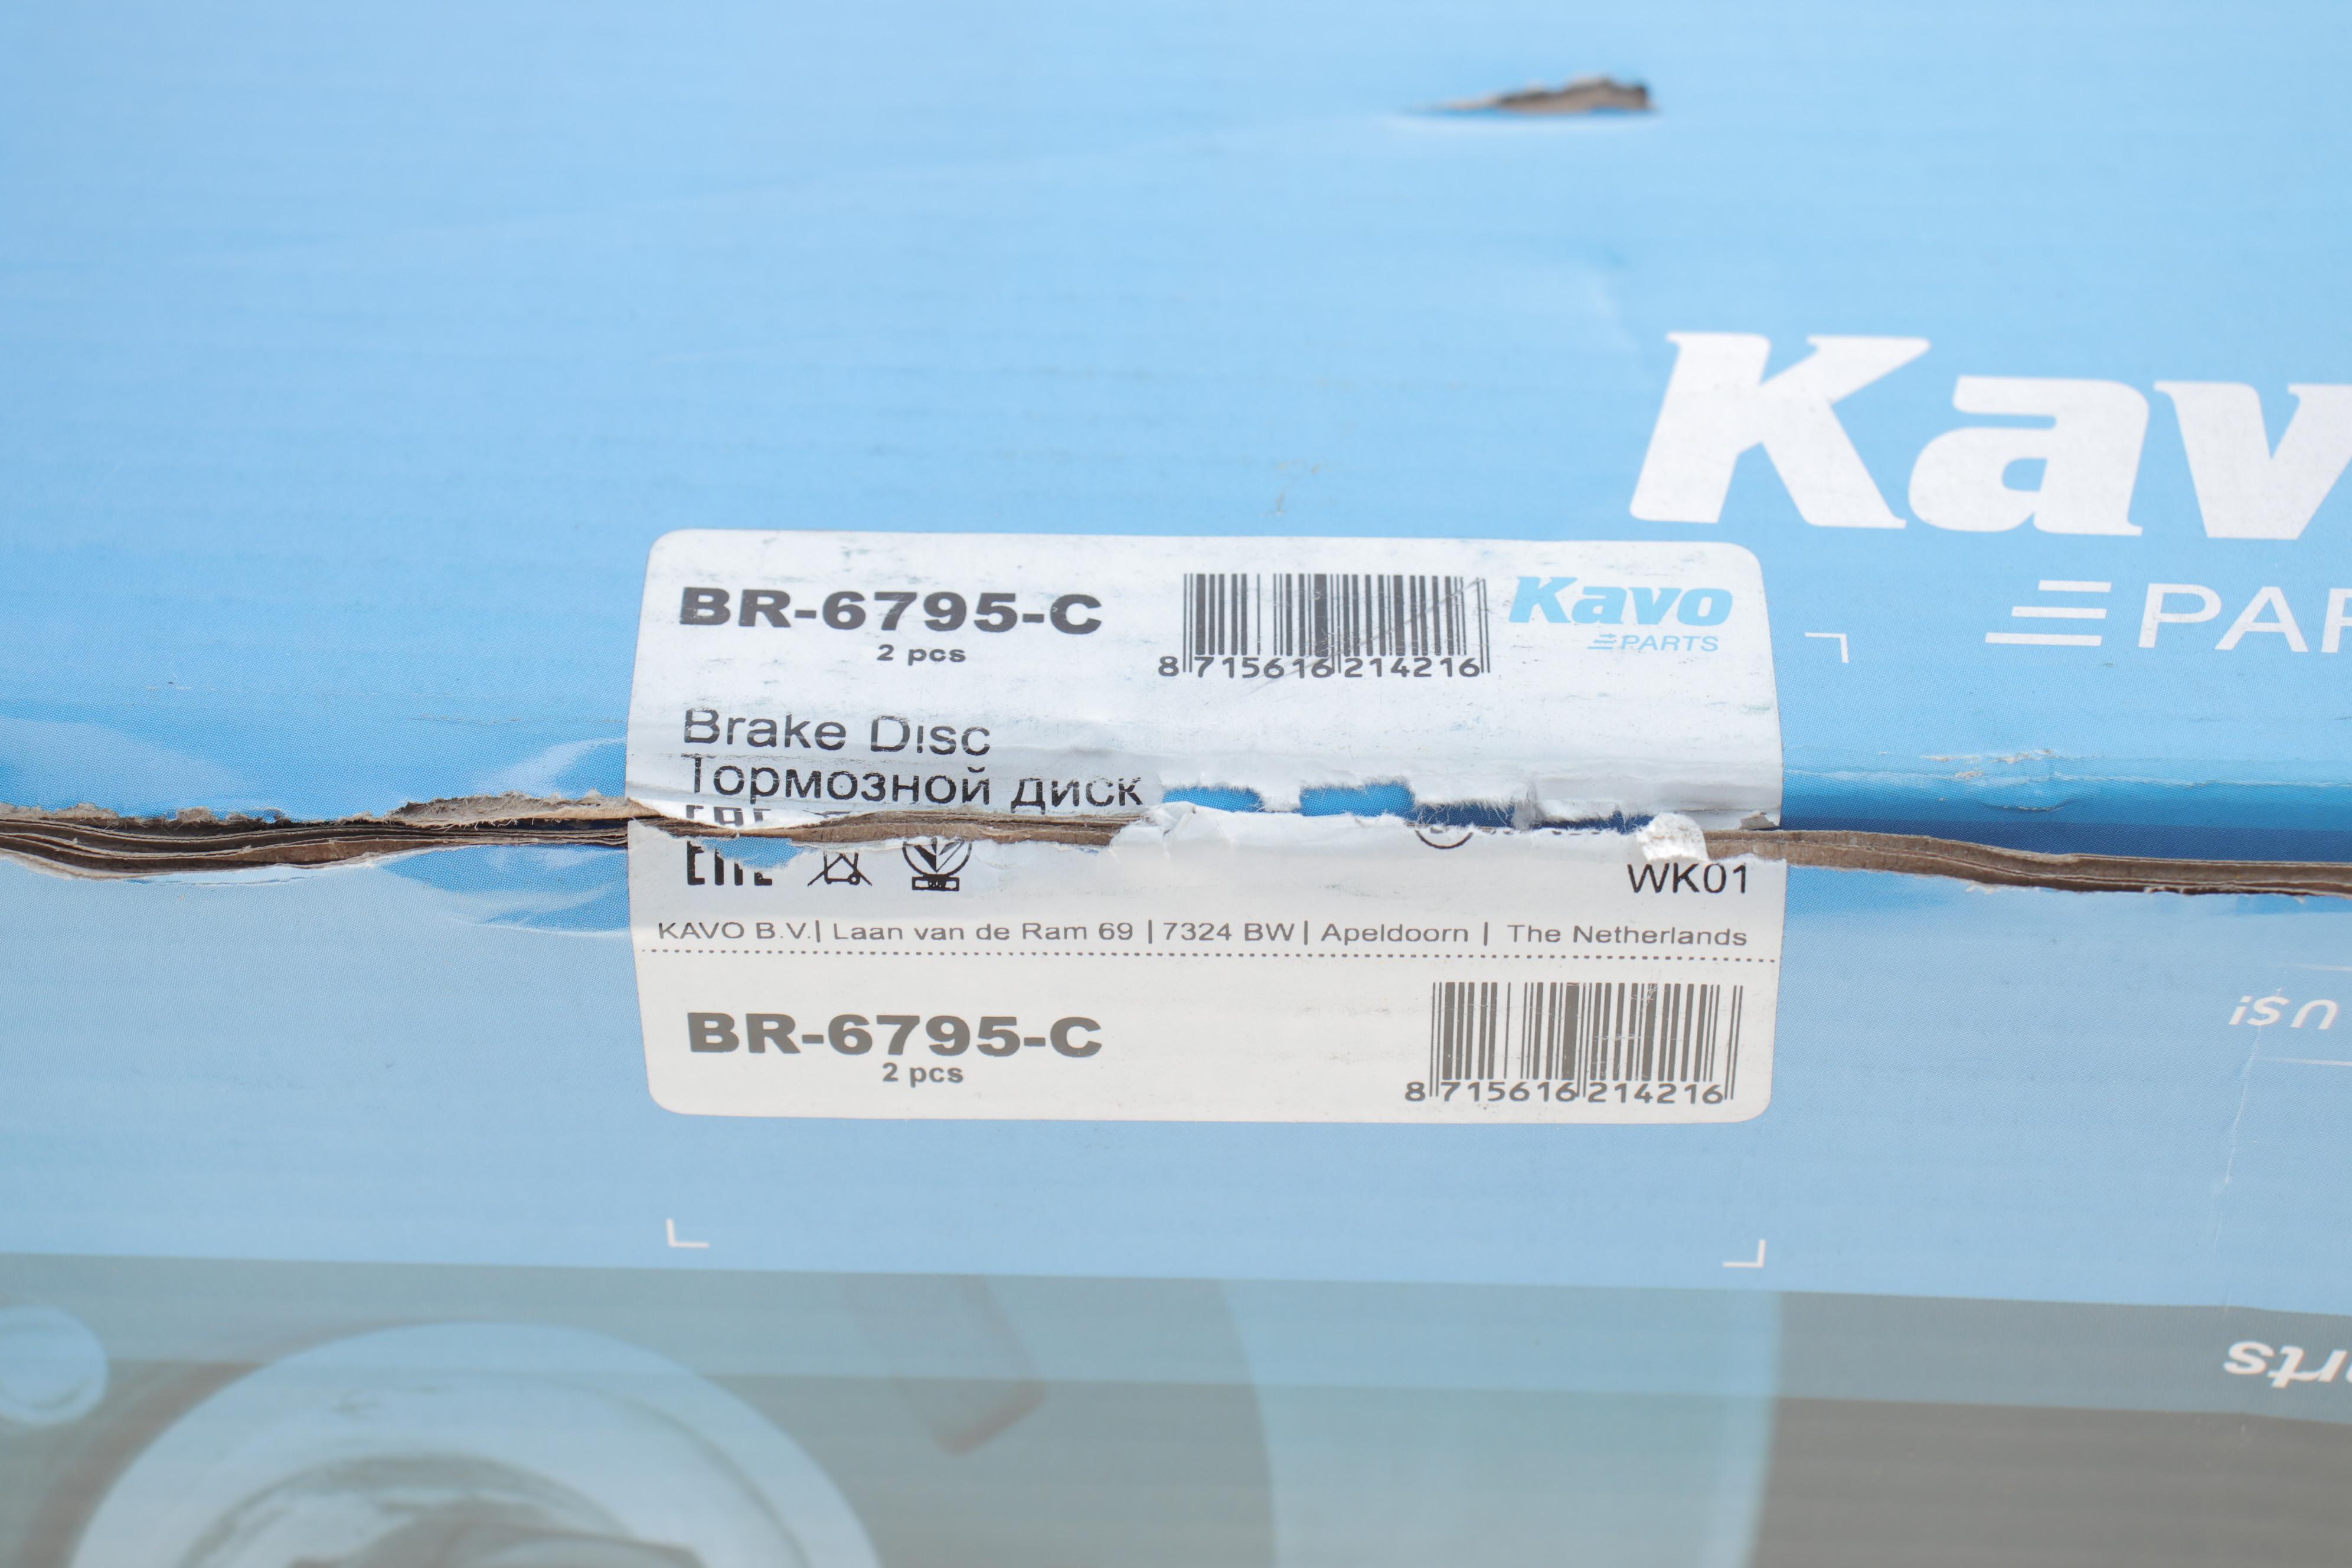 Kav
PAR
BR-6795-C
2 pcs
8 715616 214216
Kavo
PARTS
Brake Disc
Тормозной диск
EAC
WK01
KAVO B.V.| Laan van de Ram 69 | 7324 BW | Apeldoorn | The Netherlands
BR-6795-C
2 pcs
8 715616 214216